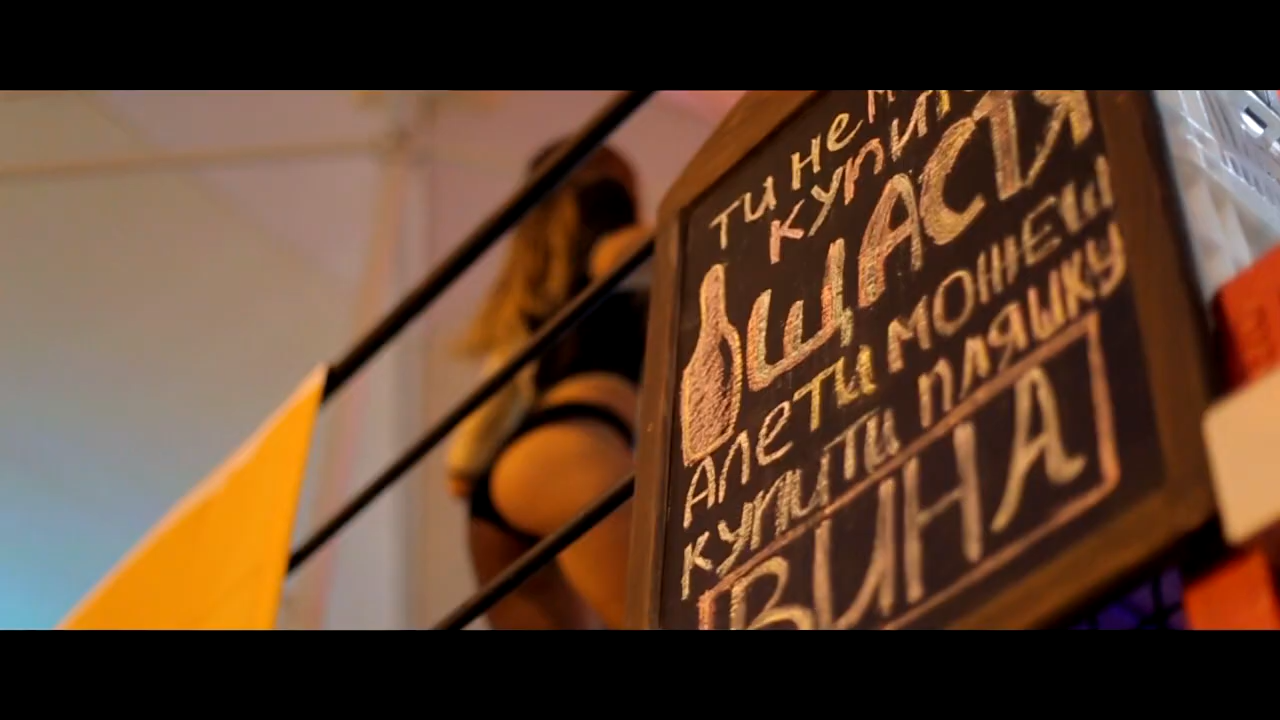 ти не м
купити
ЩАСТЯ
АЛЕ ТИ МОЖЕШ
КУПИТИ ПЛЯШКУ
ВИНА